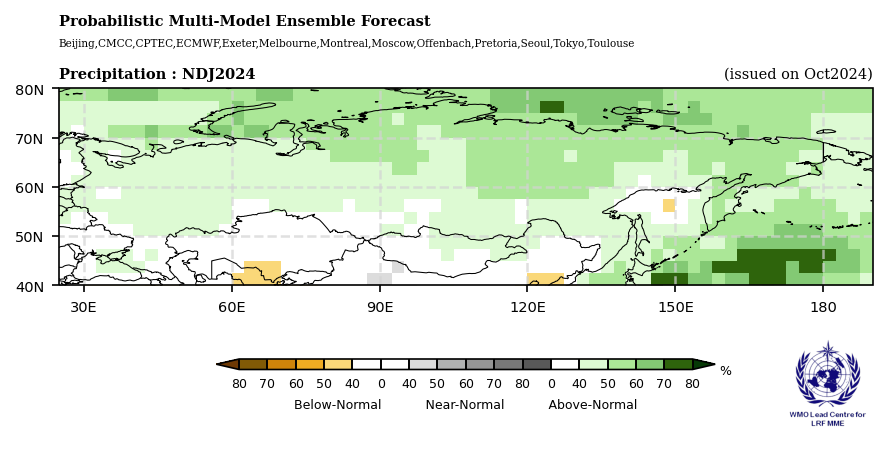 Probabilistic Multi-Model Ensemble Forecast
Beijing,CMCC,CPTEC,ECMWF,Exeter,Melbourne,Montreal,Moscow,Offenbach,Pretoria,Seoul,Tokyo,Toulouse
Precipitation : NDJ2024 (issued on Oct2024)
80N
70N
60N
50N
40N
30E 60E 90E 120E 150E 180
%
80 70 60 50 40 0 40 50 60 70 80 0 40 50 60 70 80
Below-Normal Near-Normal Above-Normal
WMO Lead Centre for
LRF MME